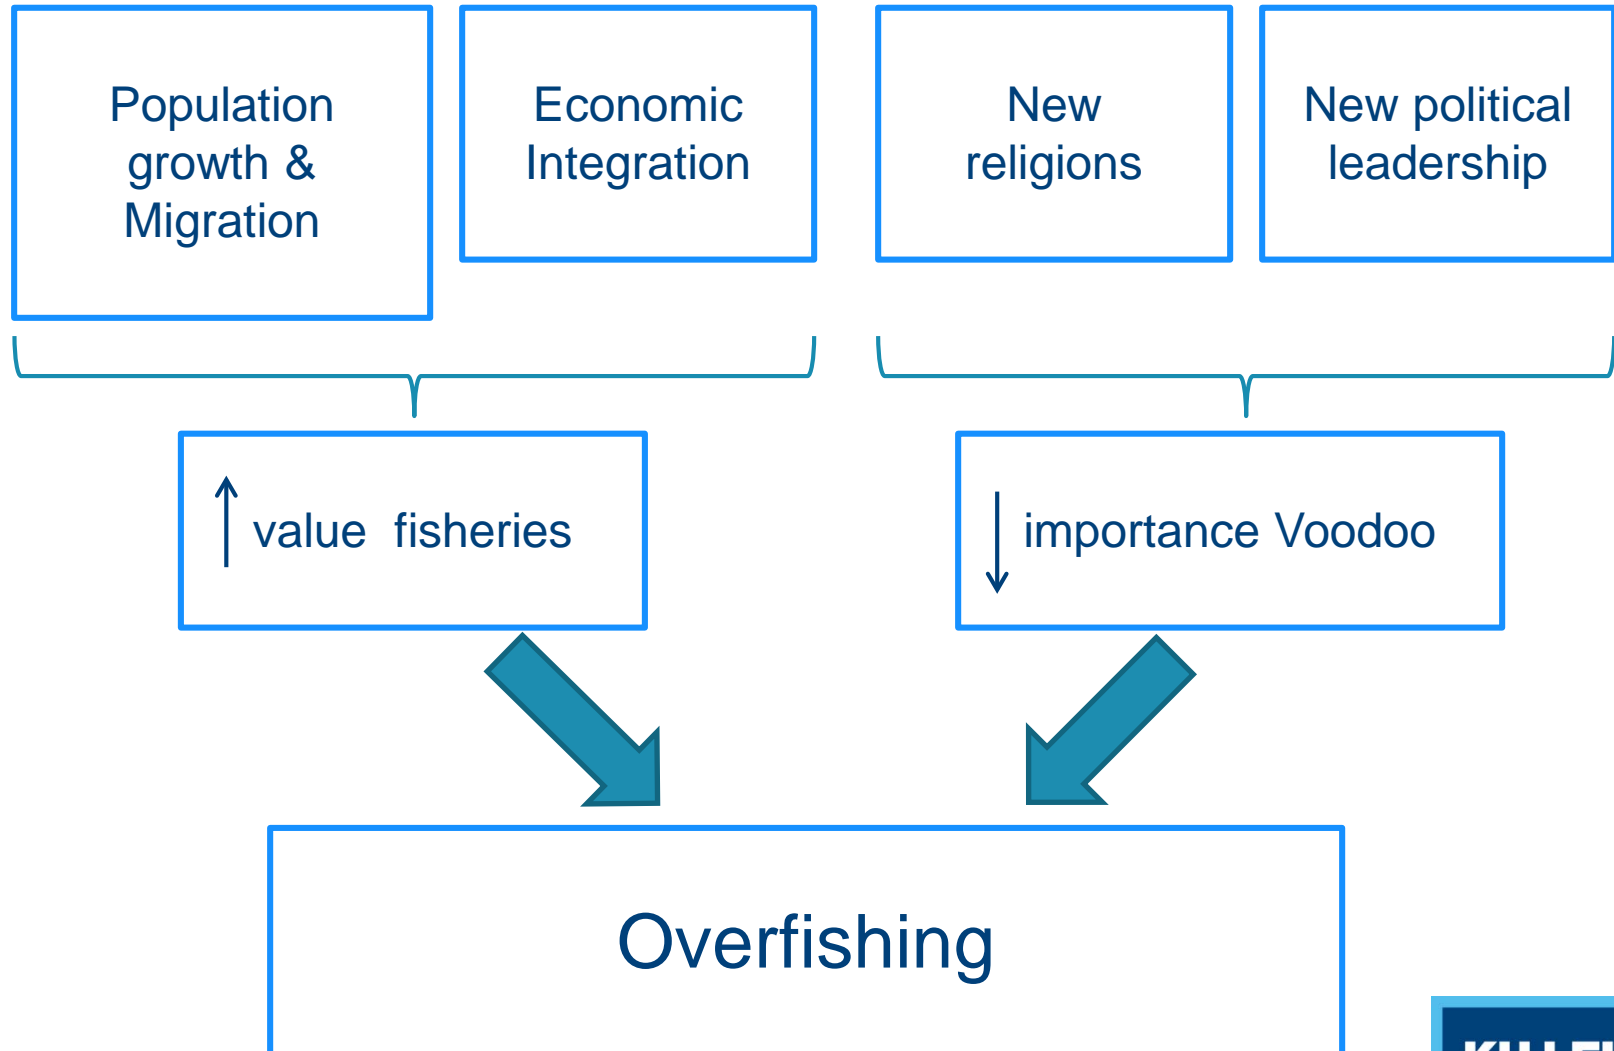 Population
growth &
Migration
Economic
Integration
New
religions
New political
leadership
value fisheries
importance Voodoo
Overfishing